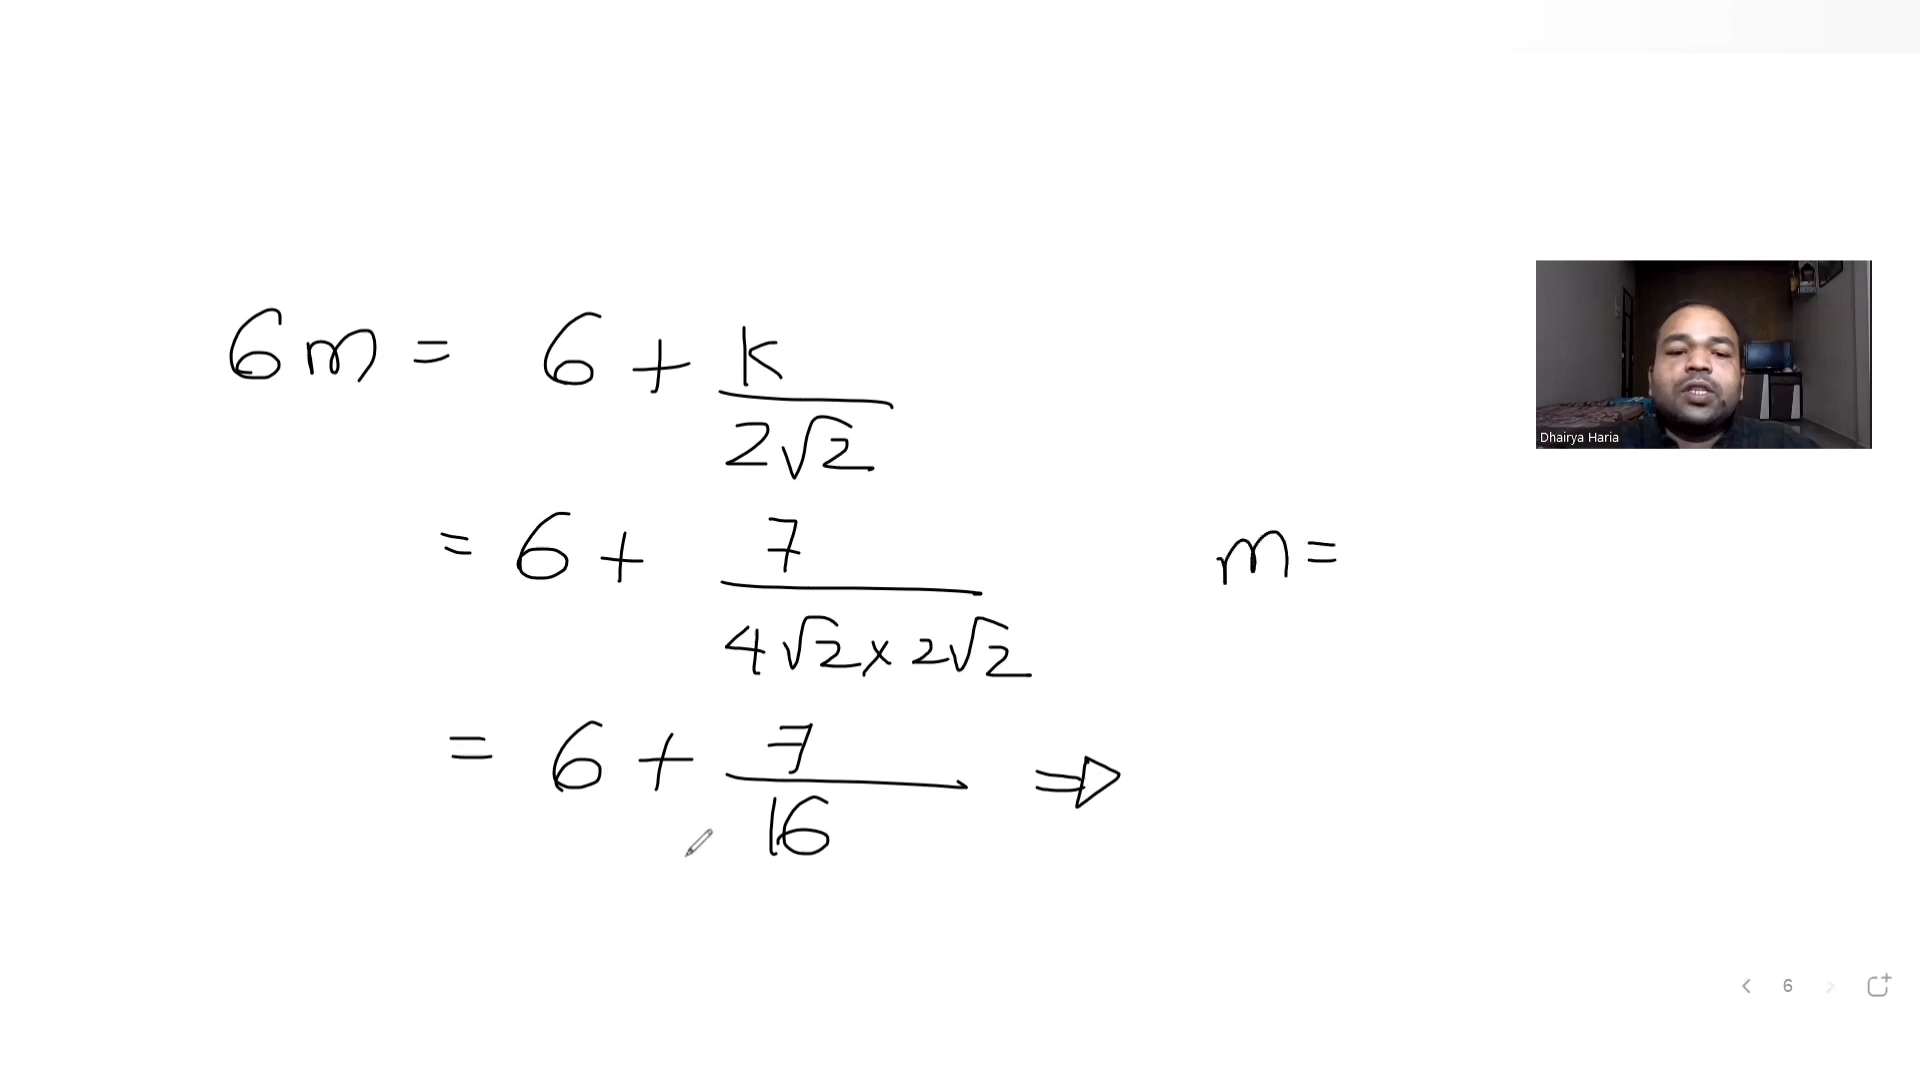 6m = 6 + k/2√2
= 6 + 7/4√2 × 2√2
m =
= 6 + 7/16 ⇒
Dhairya Haria
< 6 >